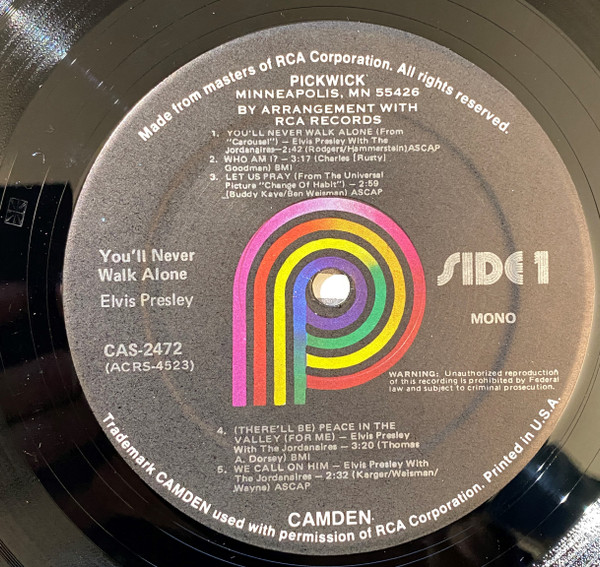 Made from masters of RCA Corporation. All rights reserved.
PICKWICK
MINNEAPOLIS, MN 55426
BY ARRANGEMENT WITH
RCA RECORDS
1. YOU'LL NEVER WALK ALONE (From
"Carousel") — Elvis Presley With The
Jordanaires—2:42 (Rodgers/Hammerstein) ASCAP
2. WHO AM I? — 3:17 (Charles [Rusty]
Goodman) BMI
3. LET US PRAY (From The Universal
Picture "Change Of Habit") — 2:59
(Buddy Kaye/Ben Weisman) ASCAP
You'll Never
Walk Alone
Elvis Presley
SIDE 1
CAS-2472
(ACRS-4523)
MONO
WARNING: Unauthorized reproduction
of this recording is prohibited by Federal
law and subject to criminal prosecution.
4. (THERE'LL BE) PEACE IN THE
VALLEY (FOR ME) — Elvis Presley
With The Jordanaires — 3:20 (Thomas
A. Dorsey) BMI
5. WE CALL ON HIM — Elvis Presley With
The Jordanaires — 2:32 (Karger/Weisman/
Wayne) ASCAP
CAMDEN
Trademark CAMDEN used with permission of RCA Corporation. Printed in U.S.A.